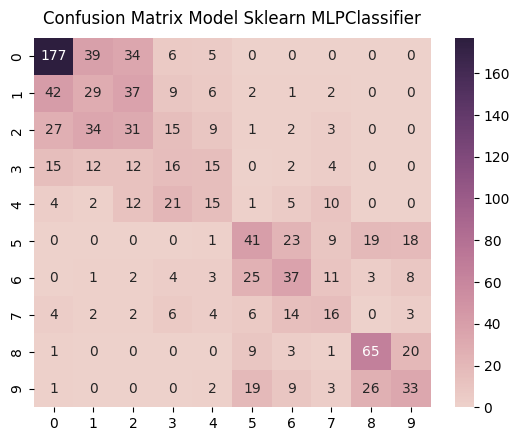 Confusion Matrix Model Sklearn MLPClassifier
0 177 39 34 6 5 0 0 0 0 0
1 42 29 37 9 6 2 1 2 0 0
2 27 34 31 15 9 1 2 3 0 0
3 15 12 12 16 15 0 2 4 0 0
4 4 2 12 21 15 1 5 10 0 0
5 0 0 0 0 1 41 23 9 19 18
6 0 1 2 4 3 25 37 11 3 8
7 4 2 2 6 4 6 14 16 0 3
8 1 0 0 0 0 9 3 1 65 20
9 1 0 0 0 2 19 9 3 26 33
0 1 2 3 4 5 6 7 8 9
160
140
120
100
80
60
40
20
0